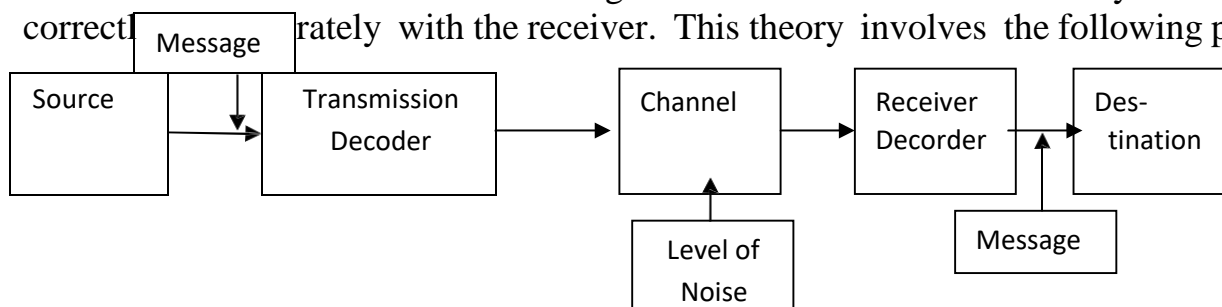 correctl rately with the receiver. This theory involves the following p
Message
Source
Transmission
Decoder
Channel
Receiver
Decorder
Des-
tination
Level of
Noise
Message